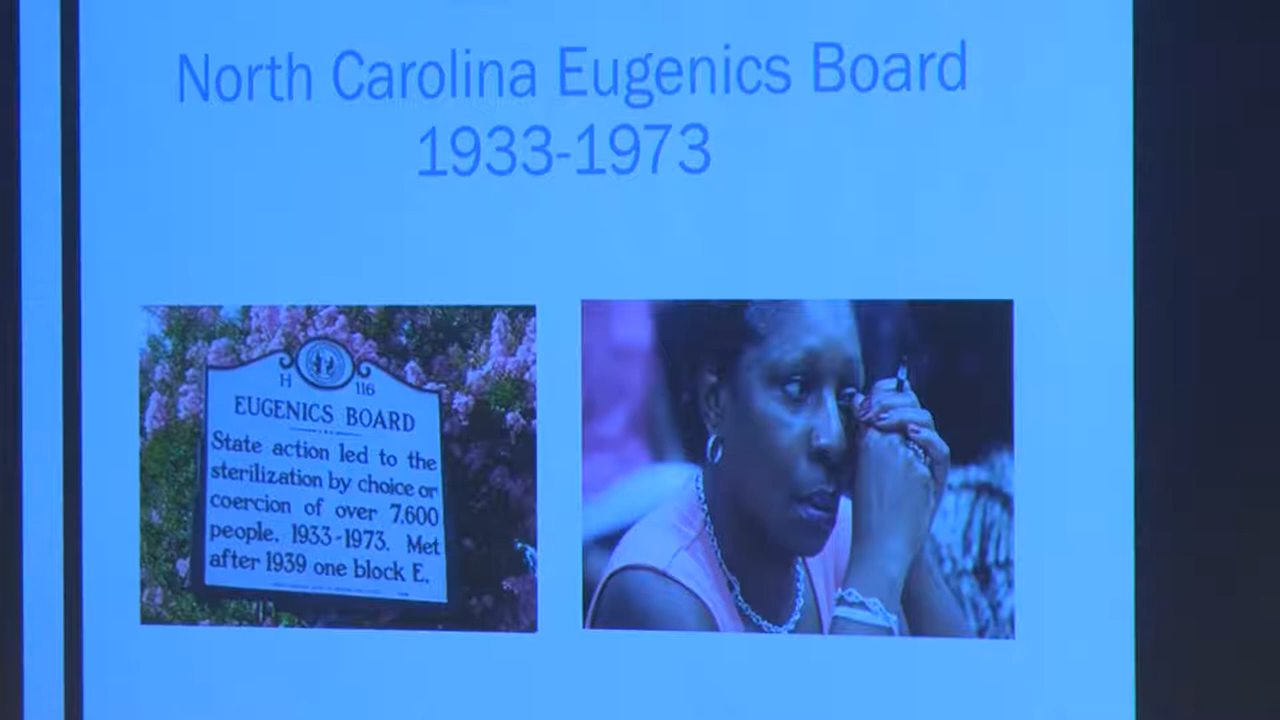 North Carolina Eugenics Board
1933-1973
H 116
EUGENICS BOARD
State action led to the
sterilization by choice or
coercion of over 7,600
people, 1933-1973. Met
after 1939 one block E.